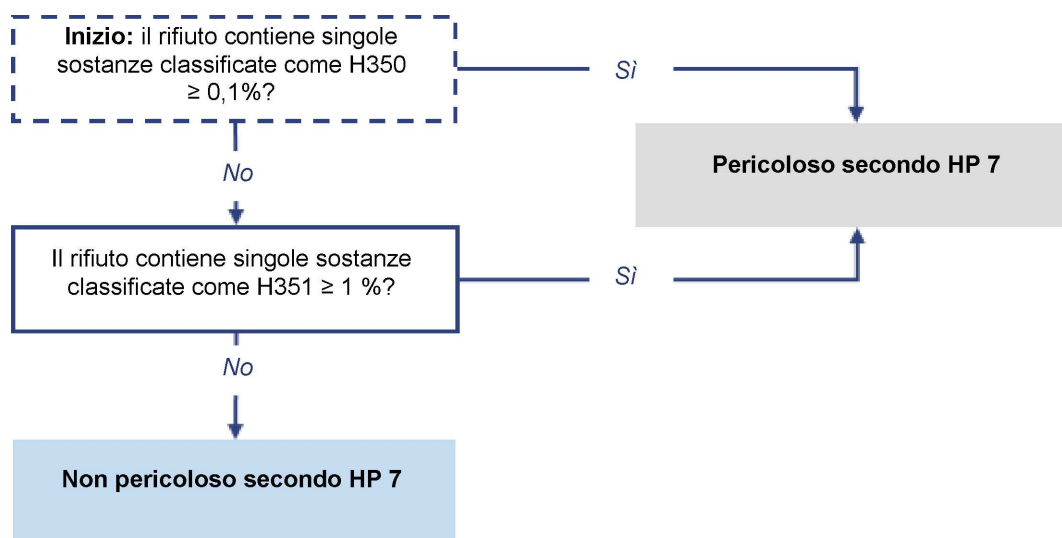 Inizio: il rifiuto contiene singole
sostanze classificate come H350
≥ 0,1%?
Sì
Pericoloso secondo HP 7
No
Il rifiuto contiene singole sostanze
classificate come H351 ≥ 1 %?
Sì
No
Non pericoloso secondo HP 7